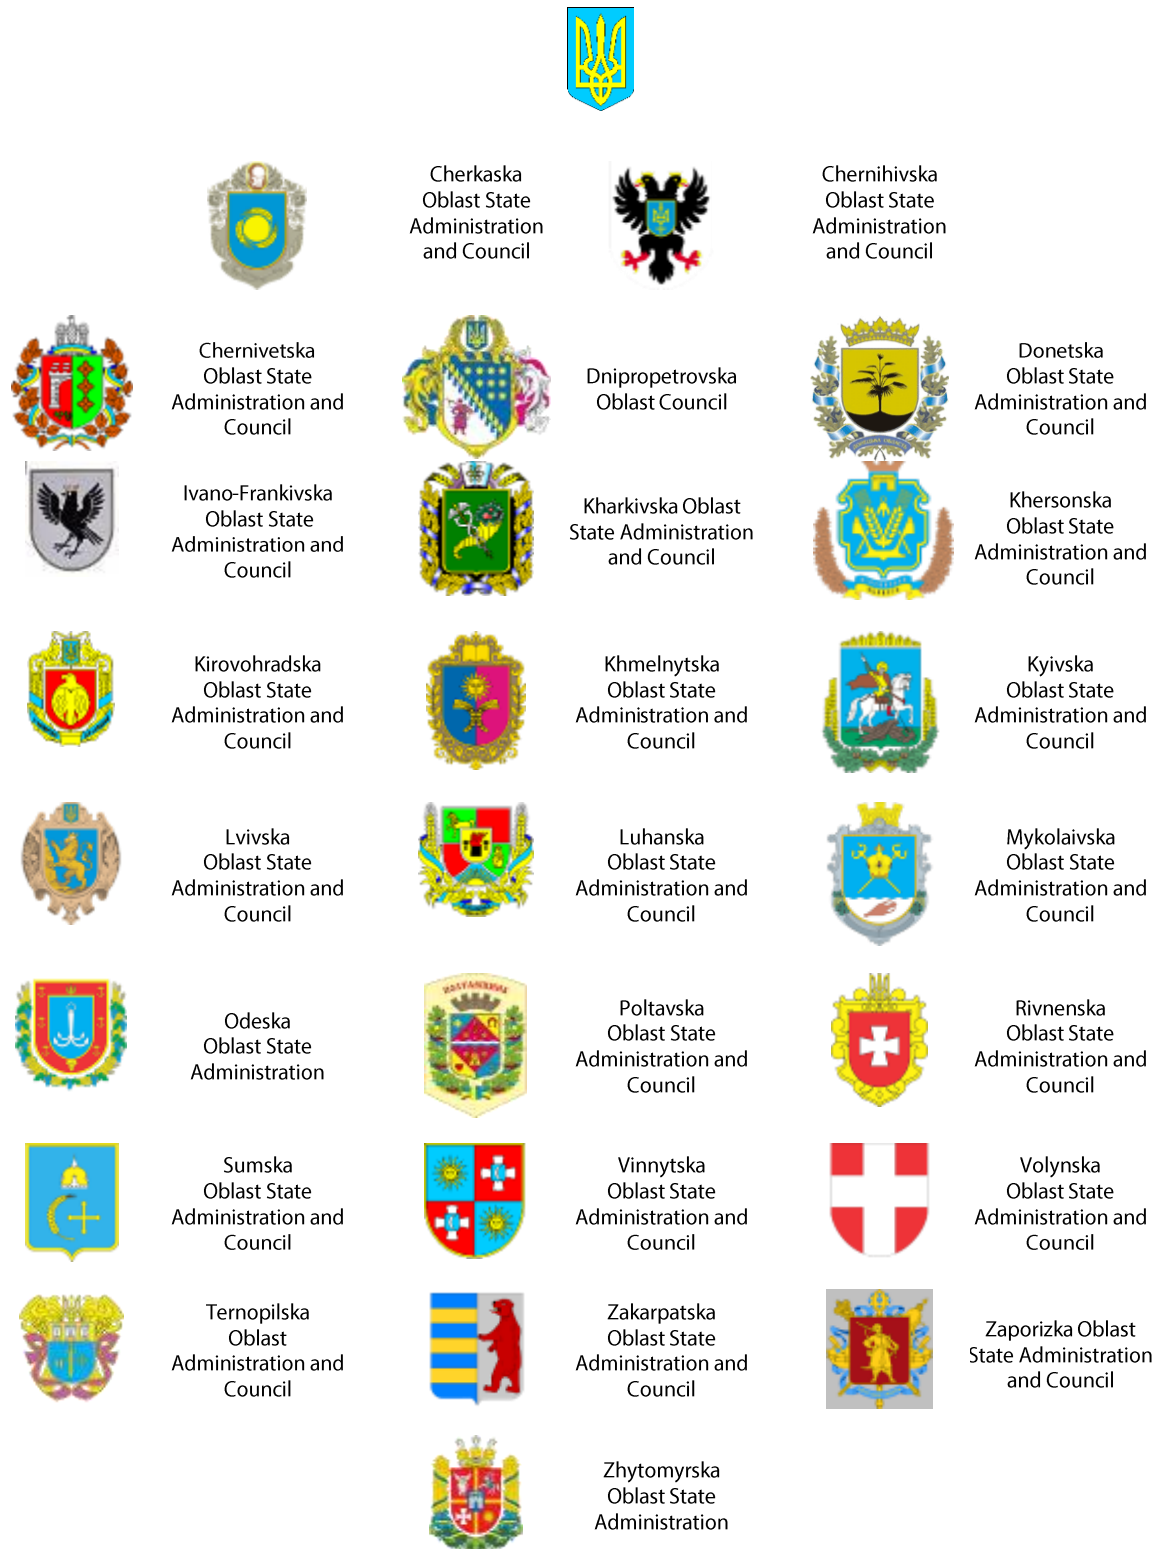 Cherkaska
Oblast State
Administration
and Council
Chernihivska
Oblast State
Administration
and Council
Chernivetska
Oblast State
Administration and
Council
Dnipropetrovska
Oblast Council
Donetska
Oblast State
Administration and
Council
Ivano-Frankivska
Oblast State
Administration and
Council
Kharkivska Oblast
State Administration
and Council
Khersonska
Oblast State
Administration and
Council
Kirovohradska
Oblast State
Administration and
Council
Khmelnytska
Oblast State
Administration and
Council
Kyivska
Oblast State
Administration and
Council
Lvivska
Oblast State
Administration and
Council
Luhanska
Oblast State
Administration and
Council
Mykolaivska
Oblast State
Administration and
Council
Odeska
Oblast State
Administration
Poltavska
Oblast State
Administration and
Council
Rivnenska
Oblast State
Administration and
Council
Sumska
Oblast State
Administration and
Council
Vinnytska
Oblast State
Administration and
Council
Volynska
Oblast State
Administration and
Council
Ternopilska
Oblast
Administration and
Council
Zakarpatska
Oblast State
Administration and
Council
Zaporizka Oblast
State Administration
and Council
Zhytomyrska
Oblast State
Administration